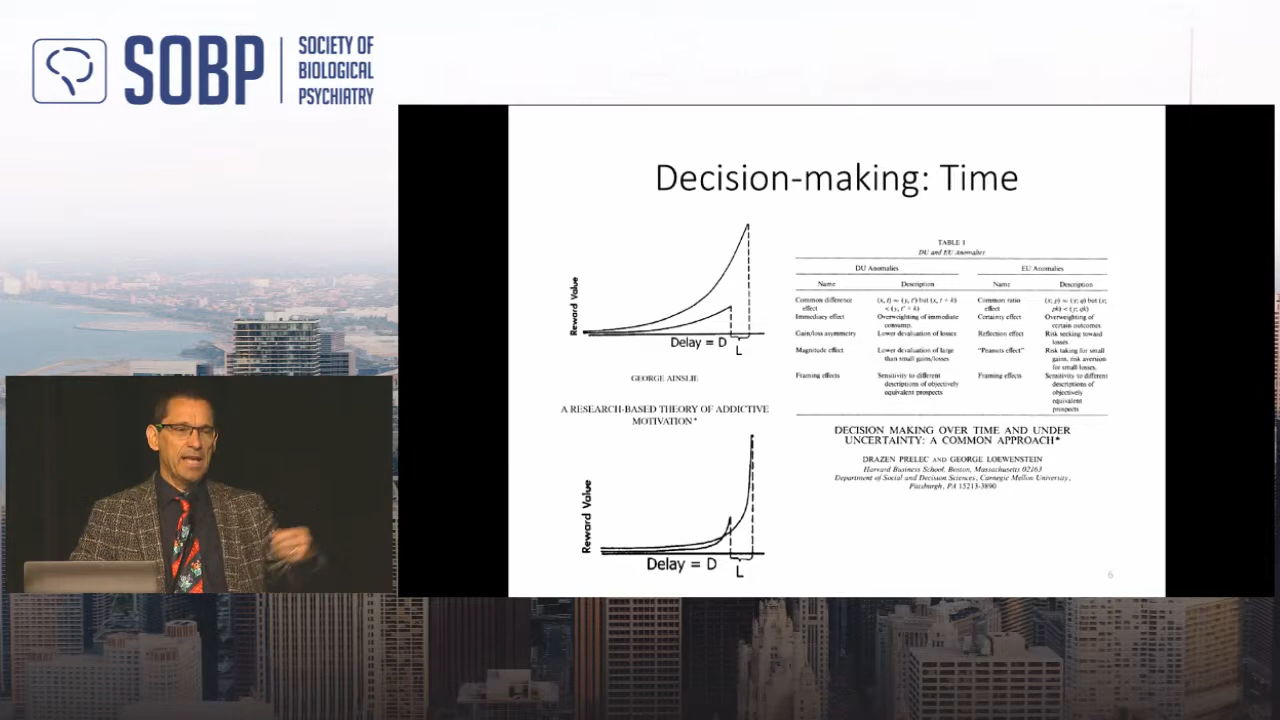 SOBP
SOCIETY OF
BIOLOGICAL
PSYCHIATRY
Decision-making: Time
Reward Value
Delay = D
L
GEORGE AINSLIE
A RESEARCH-BASED THEORY OF ADDICTIVE
MOTIVATION*
Reward Value
Delay = D
L
TABLE I
DU and EU Anomalies
DU Anomalies EU Anomalies
Name Description Name Description
Common difference effect
Common ratio effect
Immediacy effect
Overweighting of immediate consump.
Certainty effect
Overweighting of certain outcomes
Gain/loss asymmetry
Lower devaluation of losses
Reflection effect
Risk seeking toward losses.
Magnitude effect
Lower devaluation of large than small gains/losses
"Peanuts effect"
Risk taking for small gains, risk aversion for small losses.
Framing effects
Sensitivity to different descriptions of objectively equivalent prospects
Framing effects
Sensitivity to different descriptions of objectively equivalent prospects
DECISION MAKING OVER TIME AND UNDER
UNCERTAINTY: A COMMON APPROACH*
DRAZEN PRELEC AND GEORGE LOEWENSTEIN
Harvard Business School, Boston, Massachusetts 02163
Department of Social and Decision Sciences, Carnegie Mellon University,
Pittsburgh, PA 15213-3890
6